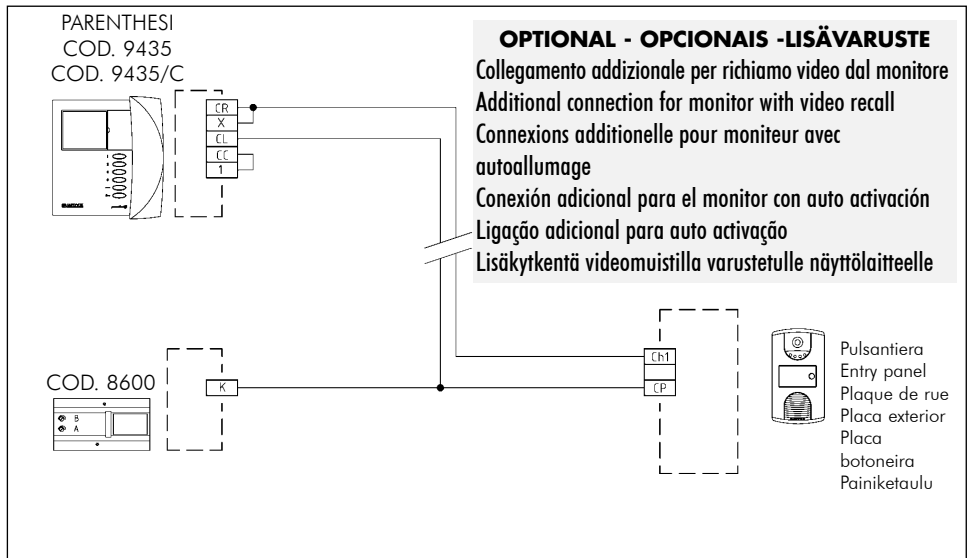 PARENTHESI
COD. 9435
COD. 9435/C
CR
X
CL
CC
1
OPTIONAL - OPCIONAIS -LISÄVARUSTE
Collegamento addizionale per richiamo video dal monitore
Additional connection for monitor with video recall
Connexions additionelle pour moniteur avec
autoallumage
Conexión adicional para el monitor con auto activación
Ligação adicional para auto activação
Lisäkytkentä videomuistilla varustetulle näyttölaitteelle
COD. 8600
B
A
K
Ch1
CP
Pulsantiera
Entry panel
Plaque de rue
Placa exterior
Placa
botoneira
Painiketaulu